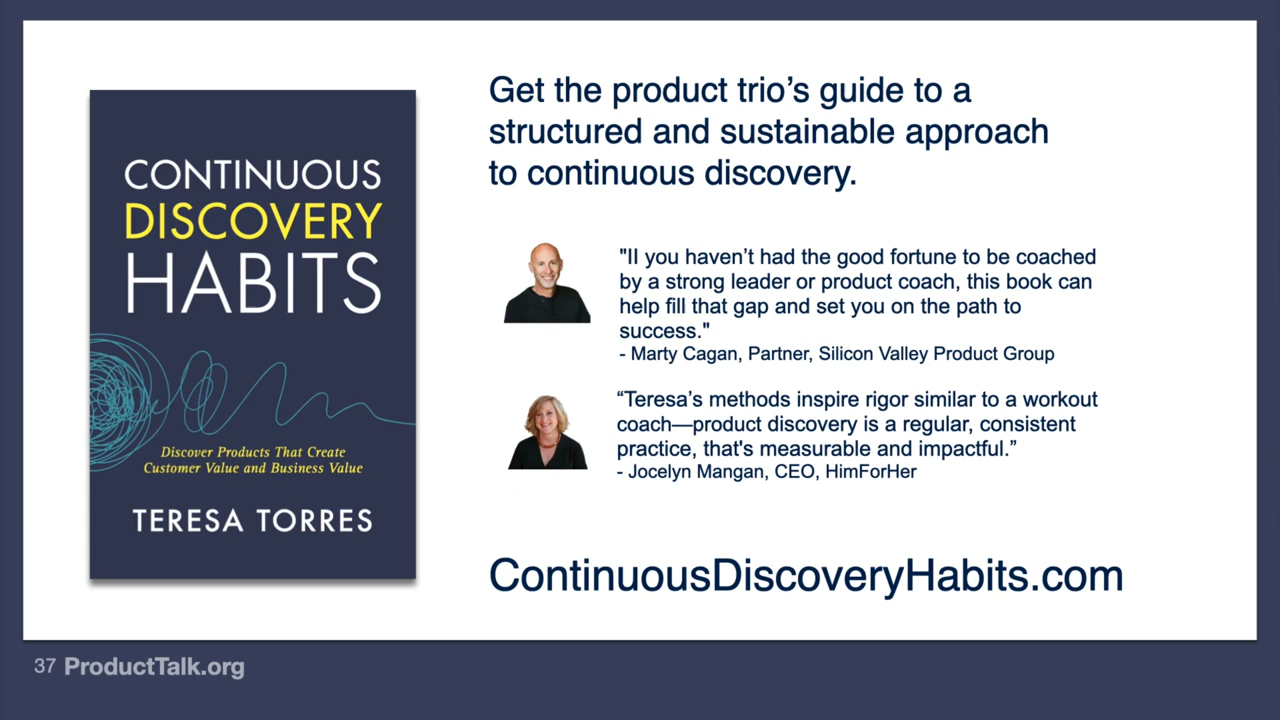 CONTINUOUS
DISCOVERY
HABITS
Discover Products That Create
Customer Value and Business Value
TERESA TORRES
Get the product trio’s guide to a
structured and sustainable approach
to continuous discovery.
"II you haven’t had the good fortune to be coached
by a strong leader or product coach, this book can
help fill that gap and set you on the path to
success."
- Marty Cagan, Partner, Silicon Valley Product Group
“Teresa’s methods inspire rigor similar to a workout
coach—product discovery is a regular, consistent
practice, that's measurable and impactful.”
- Jocelyn Mangan, CEO, HimForHer
ContinuousDiscoveryHabits.com
37 ProductTalk.org